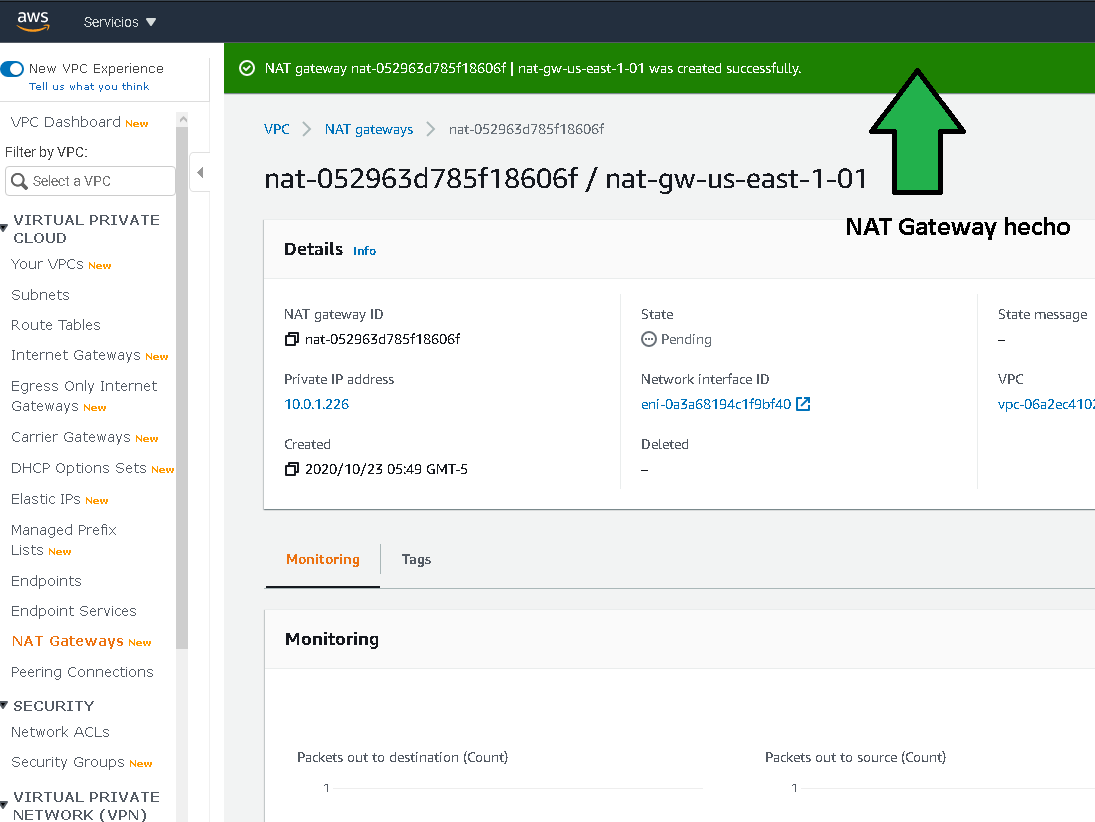 aws
Servicios
New VPC Experience
Tell us what you think
VPC Dashboard New
Filter by VPC:
Select a VPC
VIRTUAL PRIVATE
CLOUD
Your VPCs New
Subnets
Route Tables
Internet Gateways New
Egress Only Internet
Gateways New
Carrier Gateways New
DHCP Options Sets New
Elastic IPs New
Managed Prefix
Lists New
Endpoints
Endpoint Services
NAT Gateways New
Peering Connections
SECURITY
Network ACLs
Security Groups New
VIRTUAL PRIVATE
NETWORK (VPN)
NAT gateway nat-052963d785f18606f | nat-gw-us-east-1-01 was created successfully.
VPC
NAT gateways
nat-052963d785f18606f
nat-052963d785f18606f / nat-gw-us-east-1-01
NAT Gateway hecho
Details Info
NAT gateway ID
nat-052963d785f18606f
State
Pending
State message
–
Private IP address
10.0.1.226
Network interface ID
eni-0a3a68194c1f9bf40
VPC
vpc-06a2ec4102
Created
2020/10/23 05:49 GMT-5
Deleted
–
Monitoring
Tags
Monitoring
Packets out to destination (Count)
1
Packets out to source (Count)
1